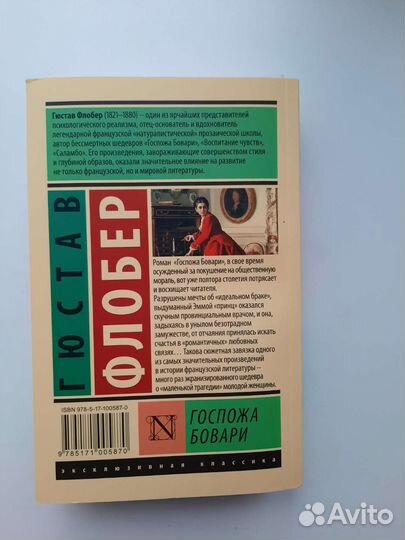 Гюстав Флобер (1821–1880) – один из ярчайших представителей
психологического реализма, отец-основатель и вдохновитель
легендарной французской «натуралистической» прозаической школы,
автор бессмертных шедевров «Госпожа Бовари», «Воспитание чувств»,
«Саламбо». Его произведения, завораживающие совершенством стиля
и глубиной образов, оказали значительное влияние на развитие
не только французской, но и мировой литературы.
ГЮСТАВ
ФЛОБЕР
Роман «Госпожа Бовари», в свое время
осужденный за покушение на общественную
мораль, вот уже полтора столетия потрясает
и восхищает читателя.
Разрушены мечты об «идеальном браке»,
выдуманный Эммой «принц» оказался
скучным провинциальным врачом, и она,
задыхаясь в унылом безотрадном
замужестве, от отчаяния принялась искать
счастья в «романтичных» любовных
связях... Такова сюжетная завязка одного
из самых значительных произведений
в истории французской литературы –
много раз экранизированного шедевра
о «маленькой трагедии» молодой женщины.
ISBN 978-5-17-100587-0
9 785171 005870
N
ГОСПОЖА
БОВАРИ
эксклюзивная классика
Avito